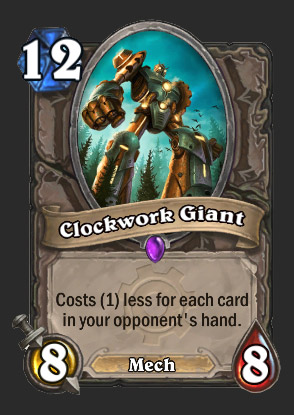 12
Clockwork Giant
Costs (1) less for each card
in your opponent's hand.
8
Mech
8